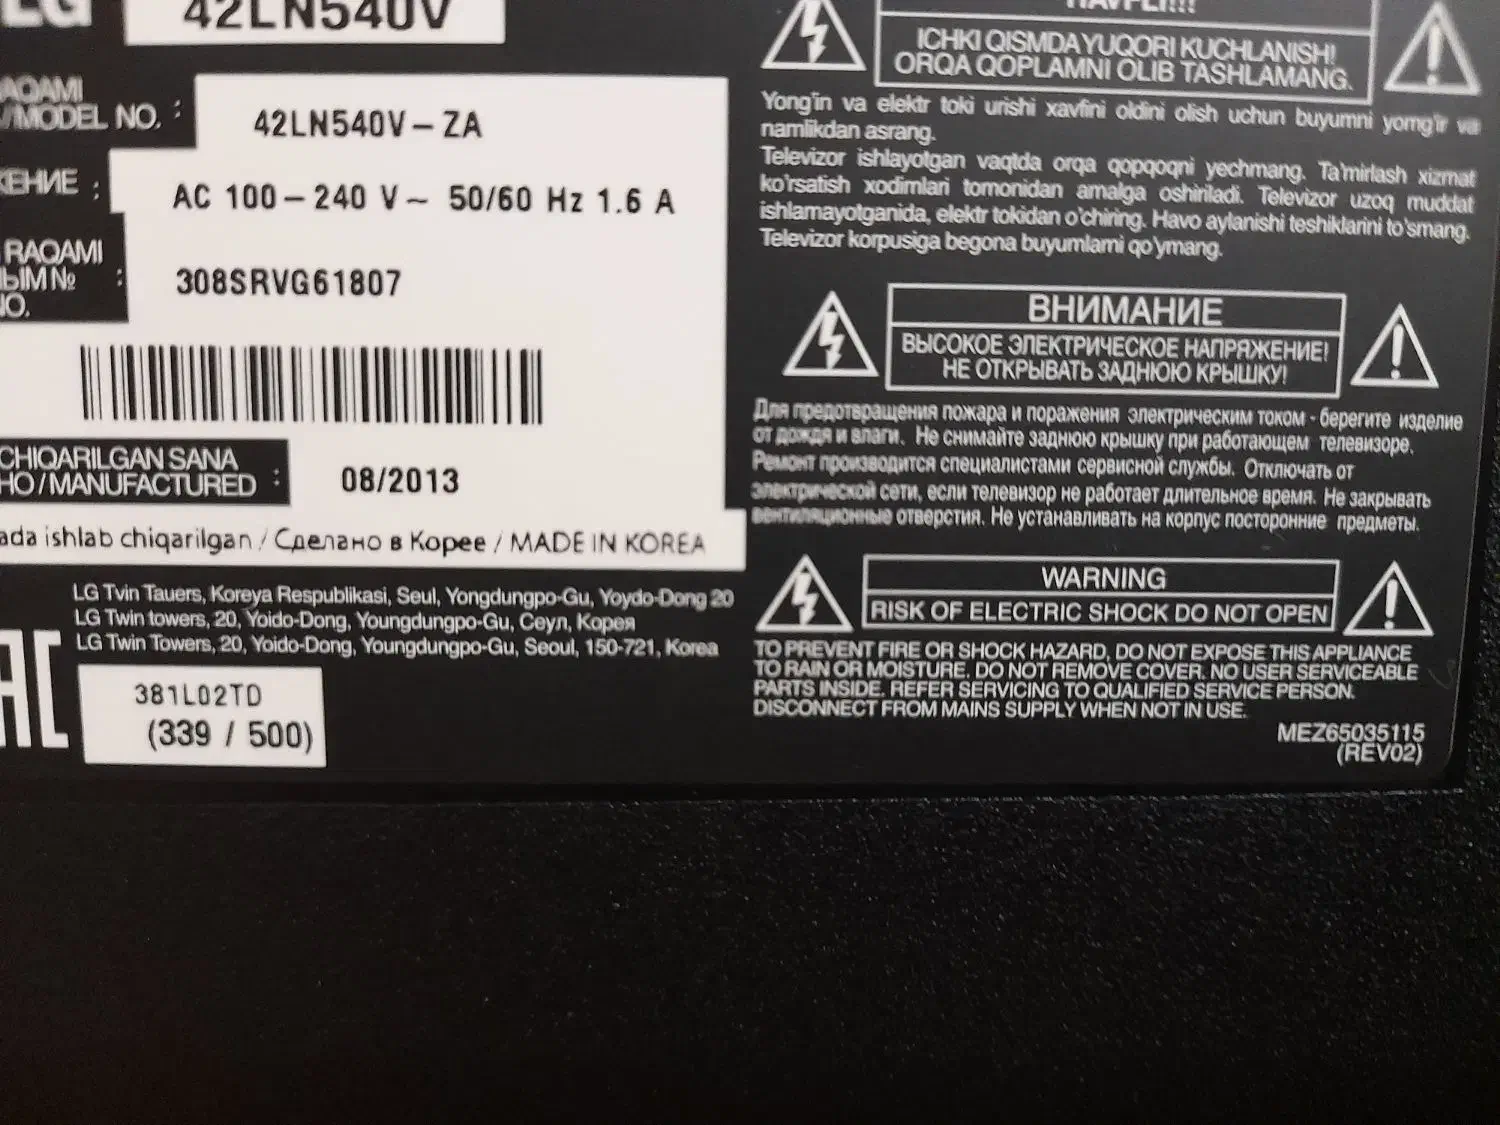 LG 42LN540V
AQAMI
/MODEL NO. : 42LN540V-ZA
ЖЕНИЕ : AC 100-240 V~ 50/60 Hz 1.6 A
RAQAMI
ЫМ № : 308SRVG61807
NO.
CHIQARILGAN SANA
НО / MANUFACTURED : 08/2013
ada ishlab chiqarilgan / Сделано в Корее / MADE IN KOREA
LG Tvin Tauers, Koreya Respublikasi, Seul, Yongdungpo-Gu, Yoydo-Dong 20
LG Twin towers, 20, Yoido-Dong, Youngdungpo-Gu, Сеул, Корея
LG Twin Towers, 20, Yoido-Dong, Youngdungpo-Gu, Seoul, 150-721, Korea
381L02TD
(339 / 500)
ICHKI QISMDA YUQORI KUCHLANISH!
ORQA QOPLAMNI OLIB TASHLAMANG.
Yong'in va elektr toki urishi xavfini oldini olish uchun buyumni yomg'ir va
namlikdan asrang.
Televizor ishlayotgan vaqtda orqa qopqoqni yechmang. Ta'mirlash xizmat
ko'rsatish xodimlari tomonidan amalga oshiriladi. Televizor uzoq muddat
ishlamayotganida, elektr tokidan o'chiring. Havo aylanishi teshiklarini to'smang.
Televizor korpusiga begona buyumlarni qo'ymang.
ВНИМАНИЕ
ВЫСОКОЕ ЭЛЕКТРИЧЕСКОЕ НАПРЯЖЕНИЕ!
НЕ ОТКРЫВАТЬ ЗАДНЮЮ КРЫШКУ!
Для предотвращения пожара и поражения электрическим током - берегите изделие
от дождя и влаги. Не снимайте заднюю крышку при работающем телевизоре.
Ремонт производится специалистами сервисной службы. Отключать от
электрической сети, если телевизор не работает длительное время. Не закрывать
вентиляционные отверстия. Не устанавливать на корпус посторонние предметы.
WARNING
RISK OF ELECTRIC SHOCK DO NOT OPEN
TO PREVENT FIRE OR SHOCK HAZARD, DO NOT EXPOSE THIS APPLIANCE
TO RAIN OR MOISTURE. DO NOT REMOVE COVER. NO USER SERVICEABLE
PARTS INSIDE. REFER SERVICING TO QUALIFIED SERVICE PERSON.
DISCONNECT FROM MAINS SUPPLY WHEN NOT IN USE.
MEZ65035115
(REV02)